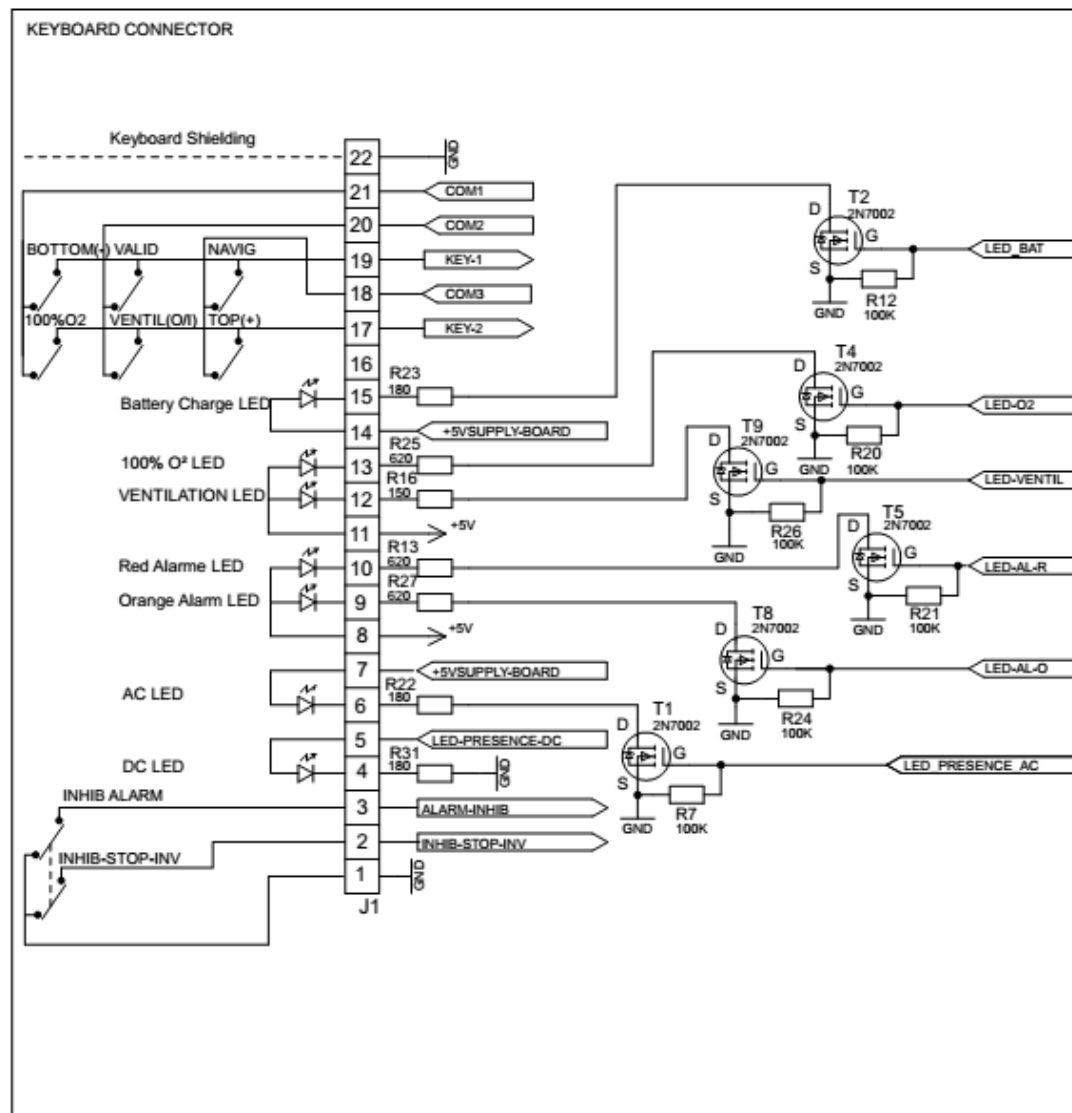 KEYBOARD CONNECTOR
Keyboard Shielding
22
GND
21
COM1
20
COM2
BOTTOM(-) VALID NAVIG
19
KEY-1
18
COM3
100%O2 VENTIL(O/I) TOP(+)
17
KEY-2
16
Battery Charge LED
15
R23
180
14
+5VSUPPLY-BOARD
100% O² LED
13
R25
620
VENTILATION LED
12
R16
150
11
+5V
Red Alarme LED
10
R13
620
Orange Alarm LED
9
R27
620
8
+5V
7
+5VSUPPLY-BOARD
AC LED
6
R22
180
5
LED-PRESENCE-DC
DC LED
4
R31
180
GND
INHIB ALARM
3
ALARM-INHIB
INHIB-STOP-INV
2
INHIB-STOP-INV
1
GND
J1
T2
2N7002
D
G
S
LED_BAT
R12
100K
GND
T4
2N7002
D
G
S
LED-O2
R20
100K
GND
T9
2N7002
D
G
S
LED-VENTIL
R26
100K
GND
T5
2N7002
D
G
S
LED-AL-R
R21
100K
GND
T8
2N7002
D
G
S
LED-AL-O
R24
100K
GND
T1
2N7002
D
G
S
LED_PRESENCE_AC
R7
100K
GND